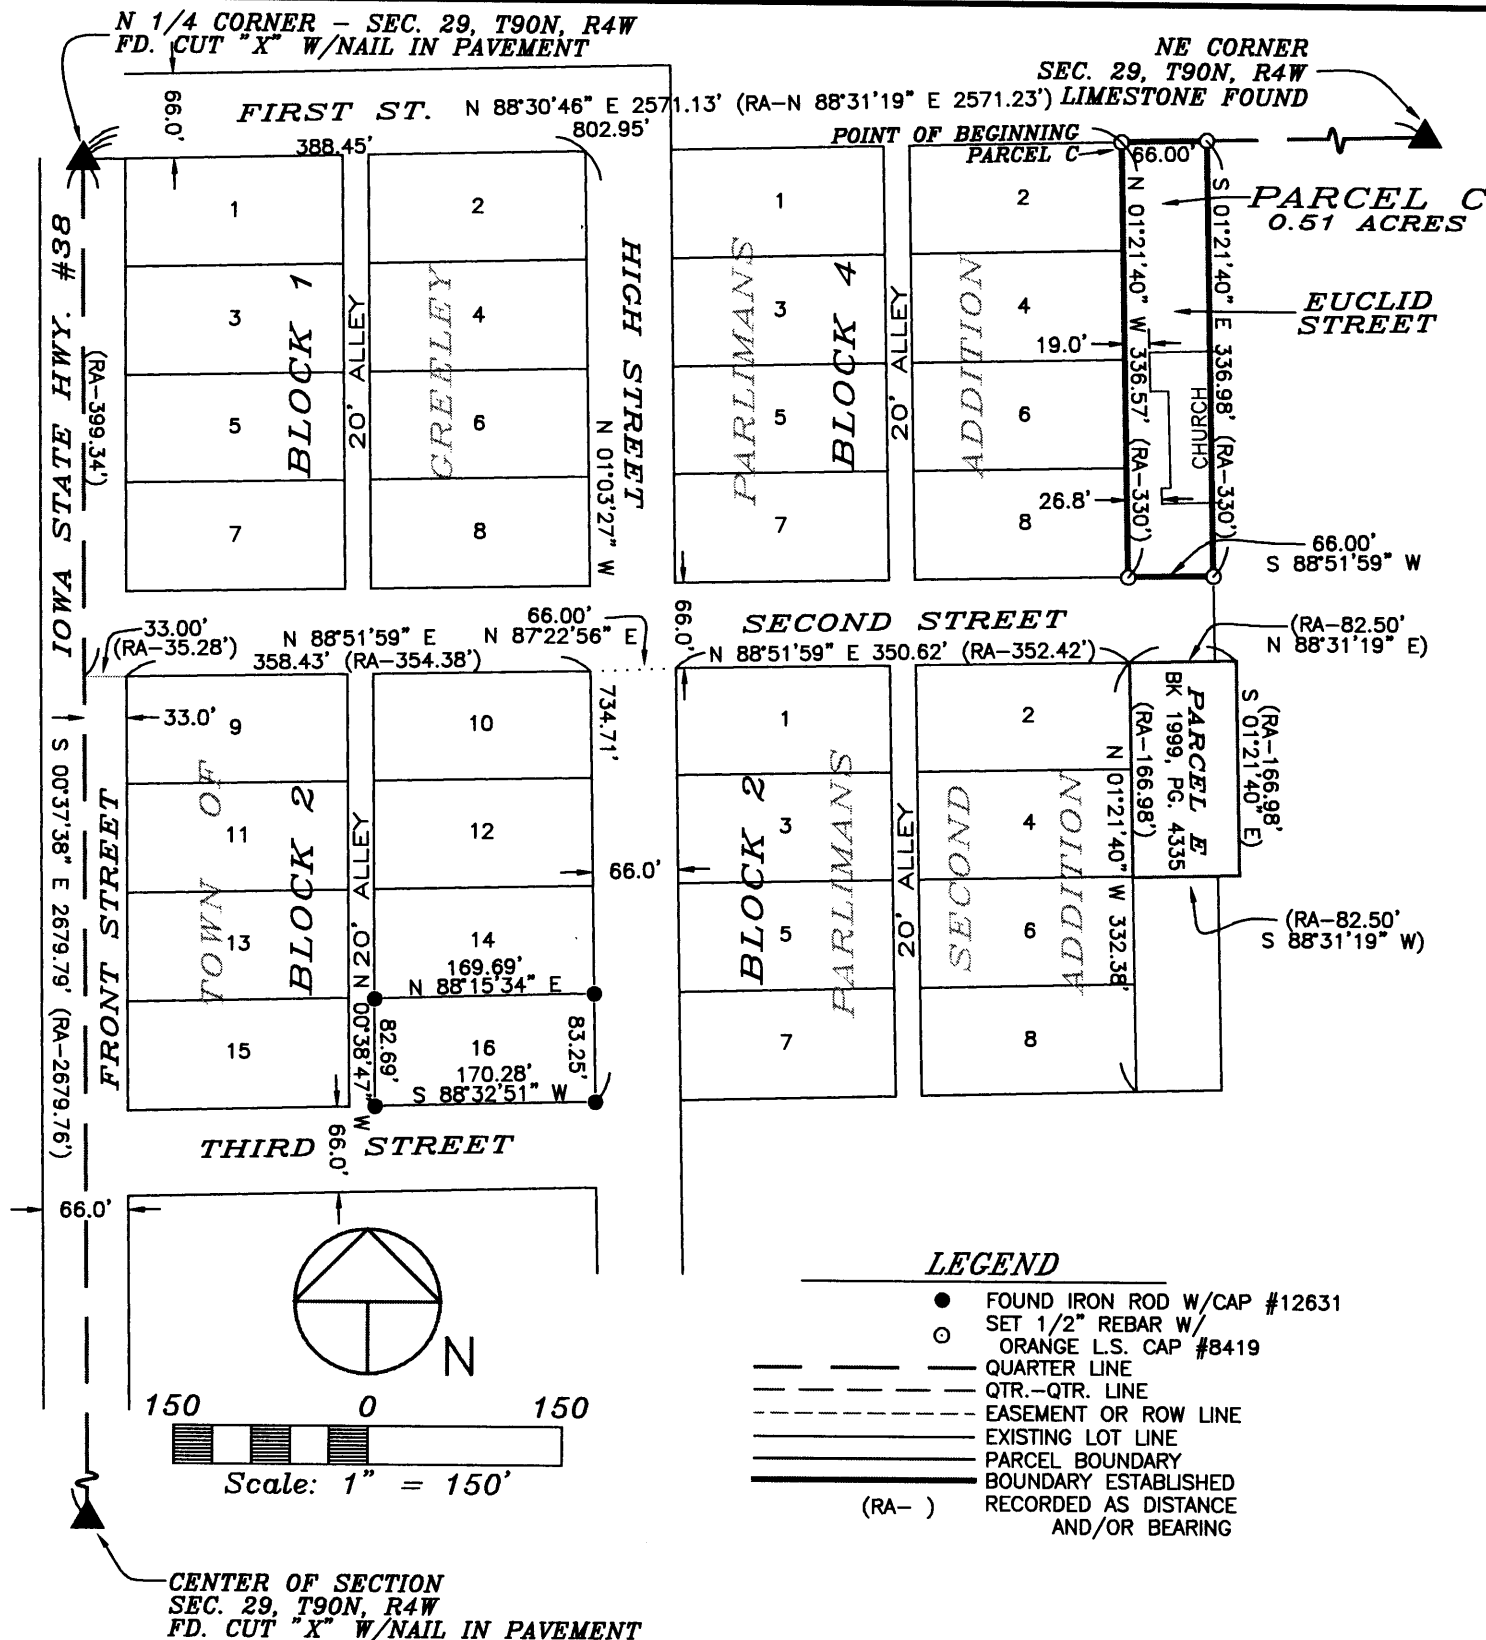 N 1/4 CORNER - SEC. 29, T90N, R4W
FD. CUT "X" W/NAIL IN PAVEMENT
NE CORNER
SEC. 29, T90N, R4W
LIMESTONE FOUND
66.0'
FIRST ST.
N 88°30'46" E 2571.13' (RA-N 88°31'19" E 2571.23')
388.45'
802.95'
POINT OF BEGINNING
PARCEL C
66.00'
PARCEL C
0.51 ACRES
EUCLID
STREET
N 01°21'40" W 336.57' (RA-330')
S 01°21'40" E 336.98' (RA-330')
19.0'
CHURCH
26.8'
66.00'
S 88°51'59" W
IOWA STATE HWY. #38
(RA-399.34')
1
2
3
4
5
6
7
8
BLOCK 1
20' ALLEY
GREELEY
HIGH STREET
N 01°03'27" W
1
2
3
4
5
6
7
8
PARLIMANS
BLOCK 4
20' ALLEY
ADDITION
33.00'
(RA-35.28')
N 88°51'59" E
358.43' (RA-354.38')
66.00'
N 87°22'56" E
66.0'
SECOND STREET
N 88°51'59" E 350.62' (RA-352.42')
(RA-82.50'
N 88°31'19" E)
33.0'
9
10
11
12
13
14
15
16
TOWN OF
BLOCK 2
20' ALLEY
N 00°38'47" W
734.71'
66.0'
169.69'
N 88°15'34" E
82.69'
83.25'
170.28'
S 88°32'51" W
1
2
3
4
5
6
7
8
BLOCK 2
PARLIMANS
20' ALLEY
SECOND
ADDITION
N 01°21'40" W 332.38'
(RA-166.98')
PARCEL E
BK 1999, PG. 4335
(RA-166.98'
S 01°21'40" E)
(RA-82.50'
S 88°31'19" W)
S 00°37'38" E 2679.79' (RA-2679.76')
FRONT STREET
THIRD STREET
66.0'
66.0'
N
150 0 150
Scale: 1" = 150'
LEGEND
FOUND IRON ROD W/CAP #12631
SET 1/2" REBAR W/
ORANGE L.S. CAP #8419
QUARTER LINE
QTR.-QTR. LINE
EASEMENT OR ROW LINE
EXISTING LOT LINE
PARCEL BOUNDARY
BOUNDARY ESTABLISHED
(RA- ) RECORDED AS DISTANCE
AND/OR BEARING
CENTER OF SECTION
SEC. 29, T90N, R4W
FD. CUT "X" W/NAIL IN PAVEMENT